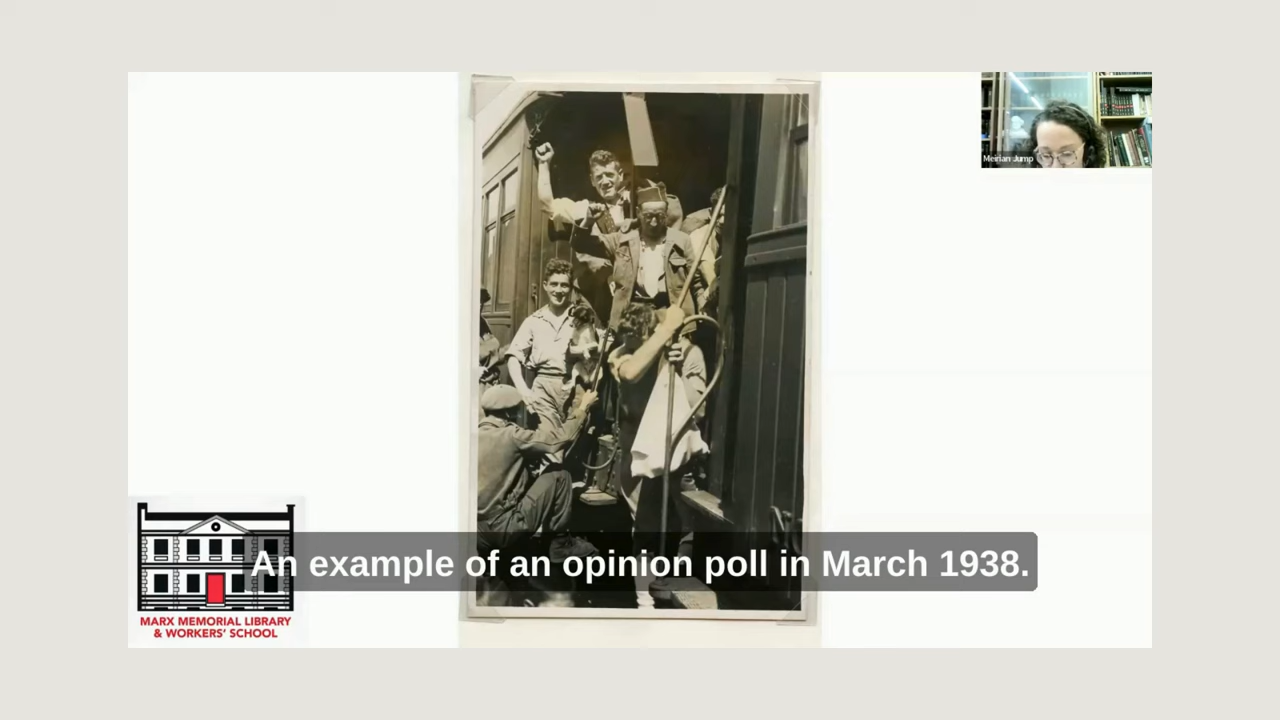 Meirian Jump
An example of an opinion poll in March 1938.
MARX MEMORIAL LIBRARY
& WORKERS' SCHOOL